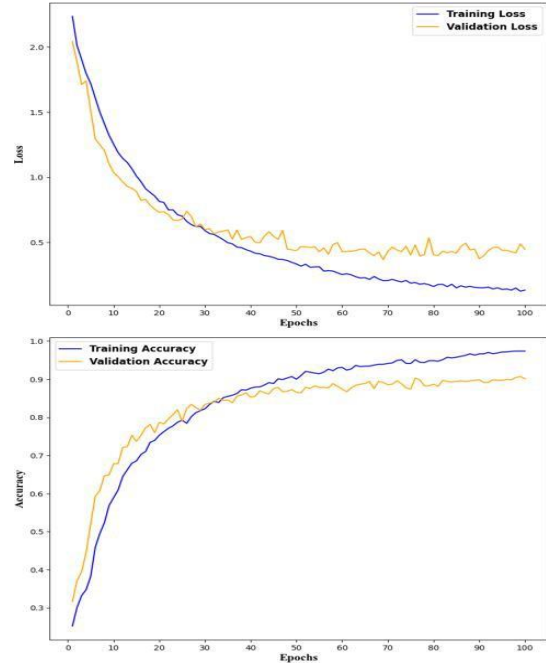 Training Loss
Validation Loss
2.0
1.5
1.0
0.5
Loss
0 10 20 30 40 50 60 70 80 90 100
Epochs
Training Accuracy
Validation Accuracy
1.0
0.9
0.8
0.7
0.6
0.5
0.4
0.3
Accuracy
0 10 20 30 40 50 60 70 80 90 100
Epochs